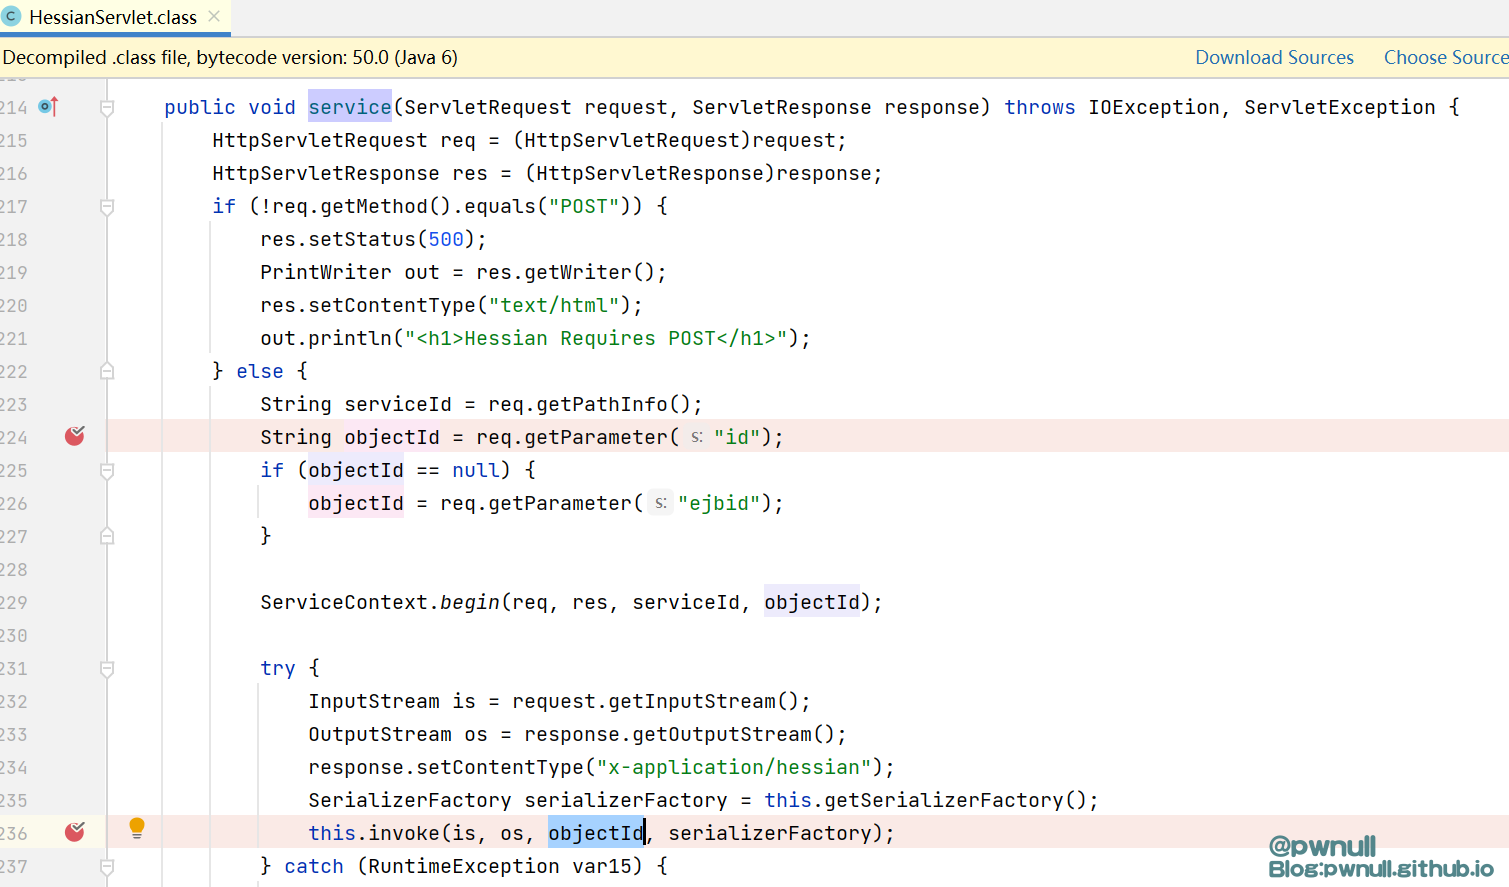 HessianServlet.class
Decompiled .class file, bytecode version: 50.0 (Java 6) Download Sources Choose Source
214 public void service(ServletRequest request, ServletResponse response) throws IOException, ServletException {
215 HttpServletRequest req = (HttpServletRequest)request;
216 HttpServletResponse res = (HttpServletResponse)response;
217 if (!req.getMethod().equals("POST")) {
218 res.setStatus(500);
219 PrintWriter out = res.getWriter();
220 res.setContentType("text/html");
221 out.println("<h1>Hessian Requires POST</h1>");
222 } else {
223 String serviceId = req.getPathInfo();
224 String objectId = req.getParameter( s: "id");
225 if (objectId == null) {
226 objectId = req.getParameter( s: "ejbid");
227 }
228
229 ServiceContext.begin(req, res, serviceId, objectId);
230
231 try {
232 InputStream is = request.getInputStream();
233 OutputStream os = response.getOutputStream();
234 response.setContentType("x-application/hessian");
235 SerializerFactory serializerFactory = this.getSerializerFactory();
236 this.invoke(is, os, objectId, serializerFactory);
237 } catch (RuntimeException var15) {
@pwnull
Blog:pwnull.github.io